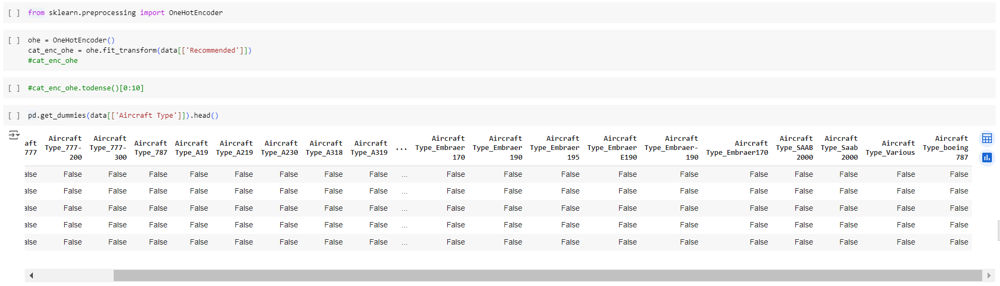 [ ] from sklearn.preprocessing import OneHotEncoder
[ ] ohe = OneHotEncoder()
cat_enc_ohe = ohe.fit_transform(data[['Recommended']])
#cat_enc_ohe
[ ] #cat_enc_ohe.todense()[0:10]
[ ] pd.get_dummies(data[['Aircraft Type']]).head()
aft 777 Aircraft Type_777-200 Aircraft Type_777-300 Aircraft Type_787 Aircraft Type_A19 Aircraft Type_A219 Aircraft Type_A230 Aircraft Type_A318 Aircraft Type_A319 ... Aircraft Type_Embraer 170 Aircraft Type_Embraer 190 Aircraft Type_Embraer 195 Aircraft Type_Embraer E190 Aircraft Type_Embraer-190 Aircraft Type_Embraer170 Aircraft Type_SAAB 2000 Aircraft Type_Saab 2000 Aircraft Type_Various Aircraft Type_boeing 787
alse False False False False False False False False ... False False False False False False False False False False
alse False False False False False False False False ... False False False False False False False False False False
alse False False False False False False False False ... False False False False False False False False False False
alse False False False False False False False False ... False False False False False False False False False False
alse False False False False False False False False ... False False False False False False False False False False